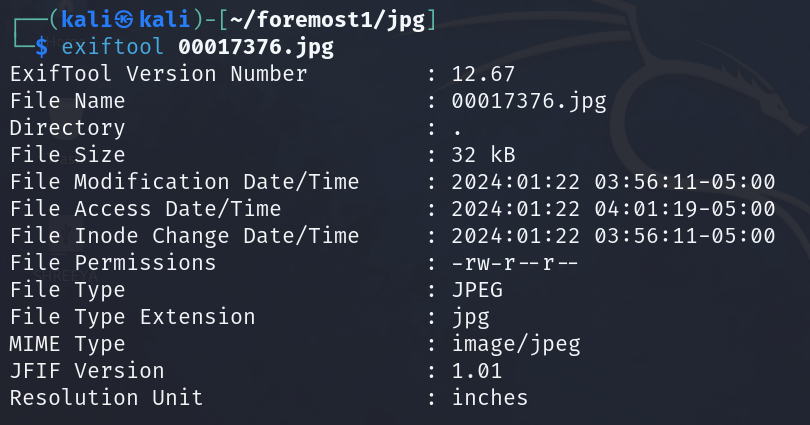 ┌──(kali㉿kali)-[~/foremost1/jpg]
└─$ exiftool 00017376.jpg
ExifTool Version Number         : 12.67
File Name                       : 00017376.jpg
Directory                       : .
File Size                       : 32 kB
File Modification Date/Time     : 2024:01:22 03:56:11-05:00
File Access Date/Time           : 2024:01:22 04:01:19-05:00
File Inode Change Date/Time     : 2024:01:22 03:56:11-05:00
File Permissions                : -rw-r--r--
File Type                       : JPEG
File Type Extension             : jpg
MIME Type                       : image/jpeg
JFIF Version                    : 1.01
Resolution Unit                 : inches